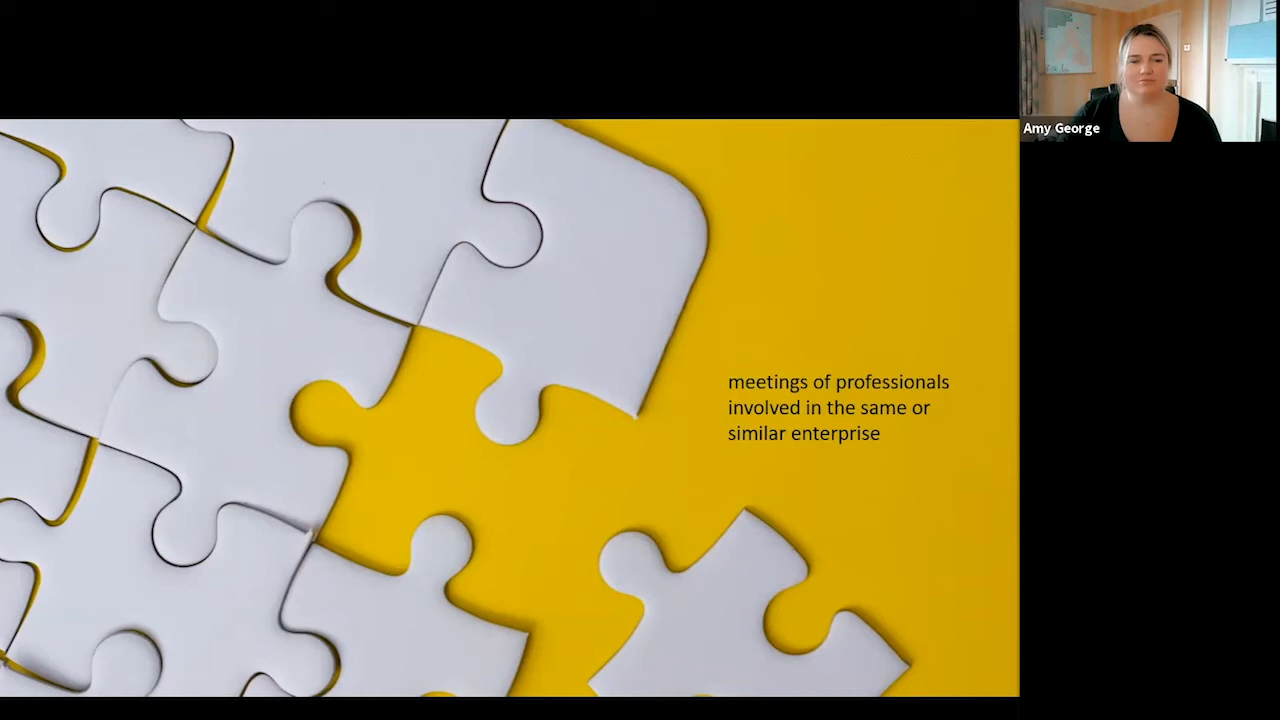 Amy George
meetings of professionals
involved in the same or
similar enterprise